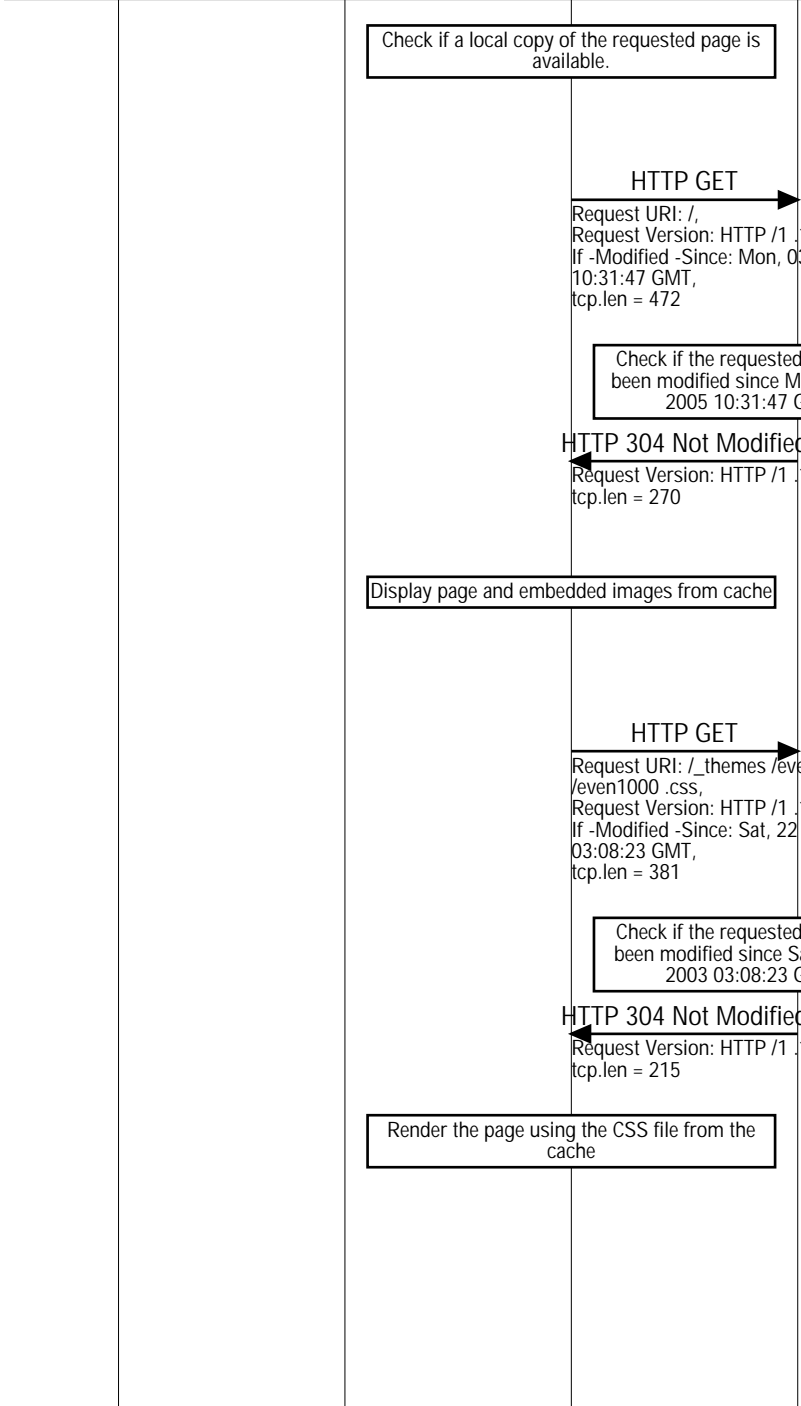 Check if a local copy of the requested page is
available.
HTTP GET
Request URI: /,
Request Version: HTTP /1 .
If -Modified -Since: Mon,
10:31:47 GMT,
tcp.len = 472
Check if the requested
been modified since
2005 10:31:47
HTTP 304 Not Modified
Request Version: HTTP /1 .
tcp.len = 270
Display page and embedded images from cache
HTTP GET
Request URI: /_themes
/even1000 .css,
Request Version: HTTP /1 .
If -Modified -Since: Sat, 22
03:08:23 GMT,
tcp.len = 381
Check if the requested
been modified since
2003 03:08:23
HTTP 304 Not Modified
Request Version: HTTP /1 .
tcp.len = 215
Render the page using the CSS file from the
cache